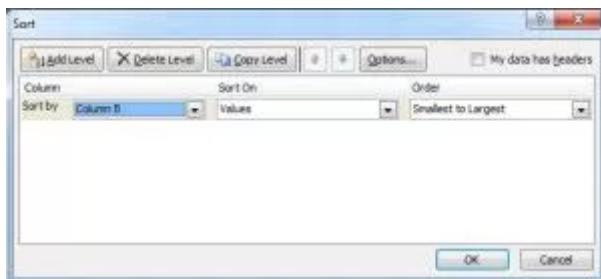 Sort
Add Level Delete Level Copy Level Options... My data has headers
Column Sort On Order
Sort by Column B Values Smallest to Largest
OK Cancel